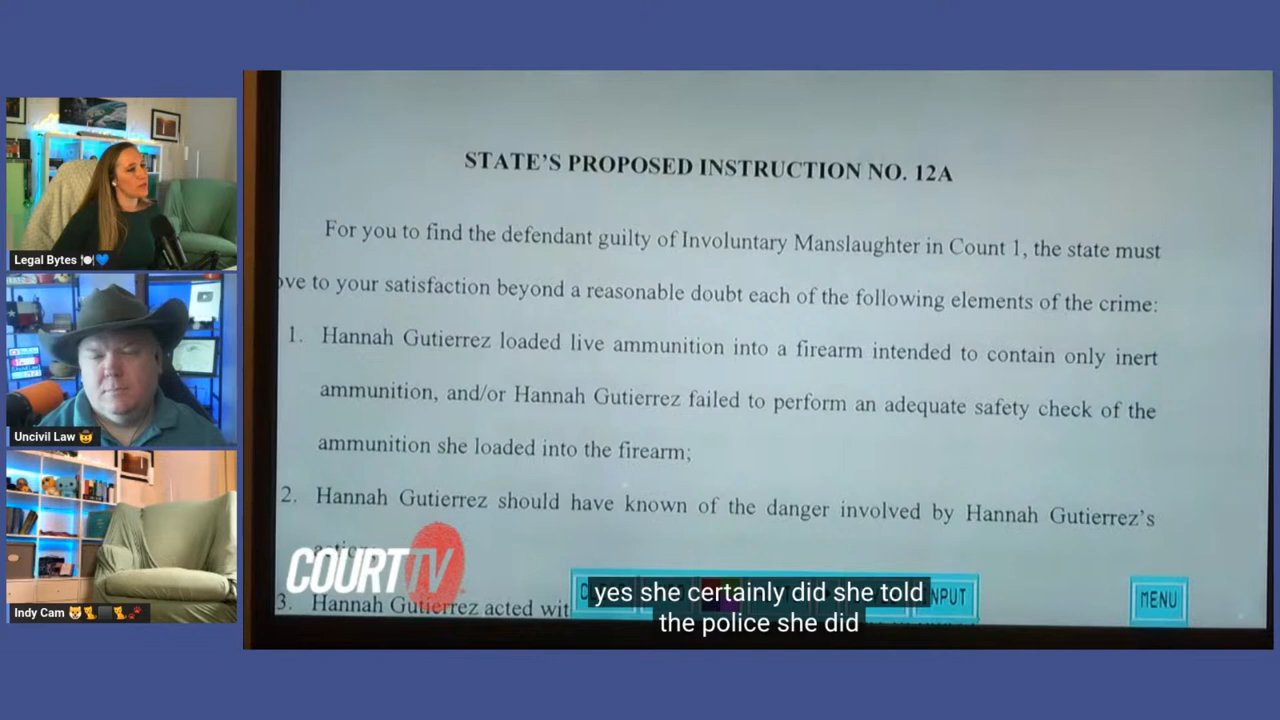 Legal Bytes 🍽️💙
Uncivil Law 🤠
Indy Cam 🐱🐈⬛🐈🐾
STATE'S PROPOSED INSTRUCTION NO. 12A
For you to find the defendant guilty of Involuntary Manslaughter in Count 1, the state must
ve to your satisfaction beyond a reasonable doubt each of the following elements of the crime:
1. Hannah Gutierrez loaded live ammunition into a firearm intended to contain only inert
ammunition, and/or Hannah Gutierrez failed to perform an adequate safety check of the
ammunition she loaded into the firearm;
2. Hannah Gutierrez should have known of the danger involved by Hannah Gutierrez's
3. Hannah Gutierrez acted wit
COURT TV
yes she certainly did she told
the police she did
NPUT
MENU